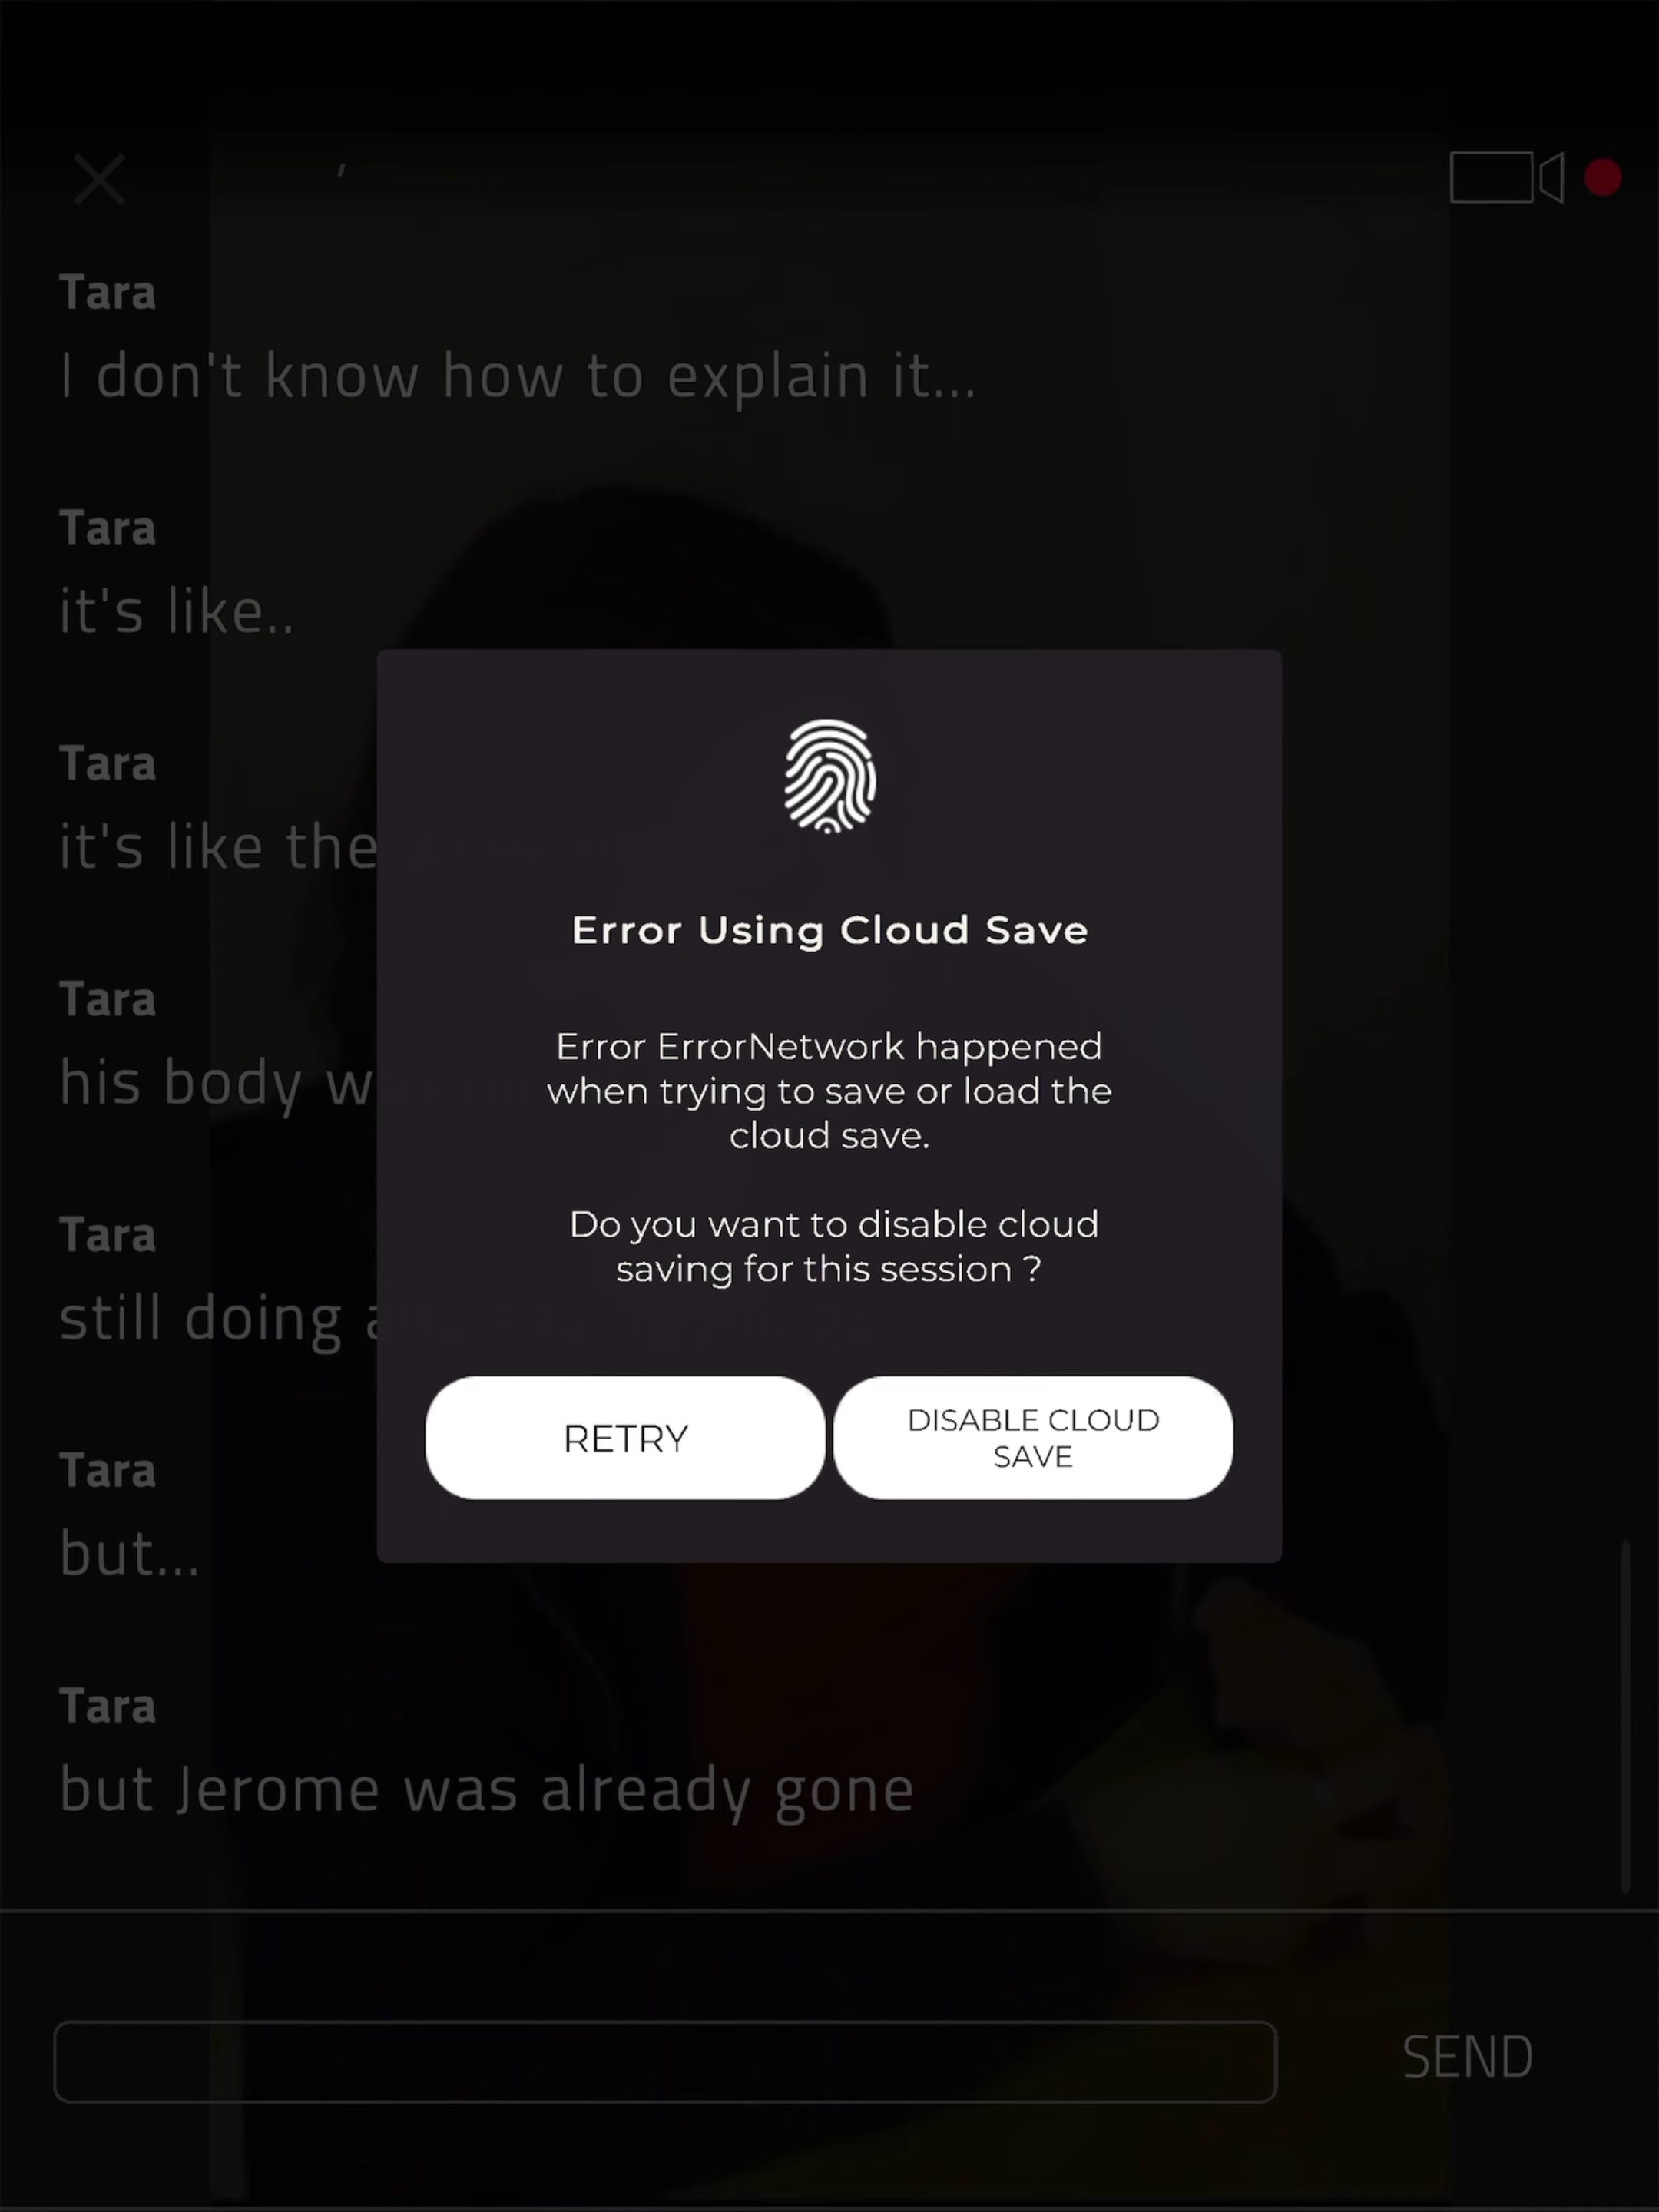 Tara
I don't know how to explain it...
Tara
it's like..
Tara
it's like the
Tara
his body w
Tara
still doing a
Tara
but...
Tara
but Jerome was already gone
Error Using Cloud Save
Error ErrorNetwork happened
when trying to save or load the
cloud save.
Do you want to disable cloud
saving for this session ?
RETRY
DISABLE CLOUD
SAVE
SEND